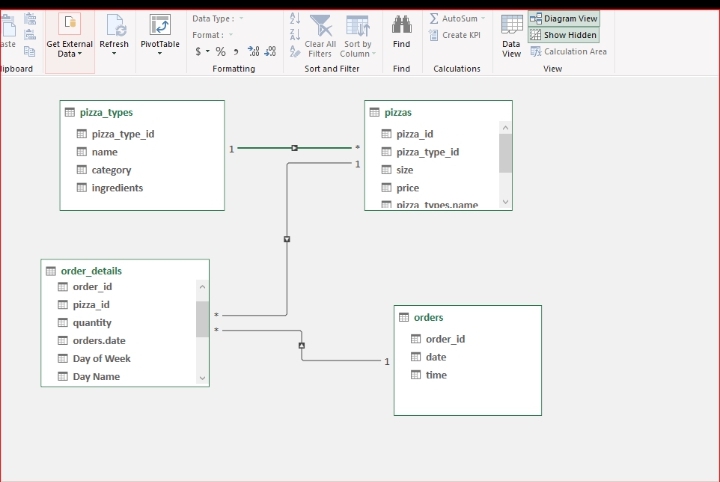 Data Type :
Format :
$ % 9 .00 .00
aste
Get External
Data
Refresh
PivotTable
Clear All
Filters
Sort by
Column
Find
AutoSum
Create KPI
Data
View
Diagram View
Show Hidden
Calculation Area
lipboard
Formatting
Sort and Filter
Find
Calculations
View
pizza_types
pizza_type_id
name
category
ingredients
1
*
1
pizzas
pizza_id
pizza_type_id
size
price
pizza_types.name
order_details
order_id
pizza_id
quantity
orders.date
Day of Week
Day Name
*
*
1
orders
order_id
date
time